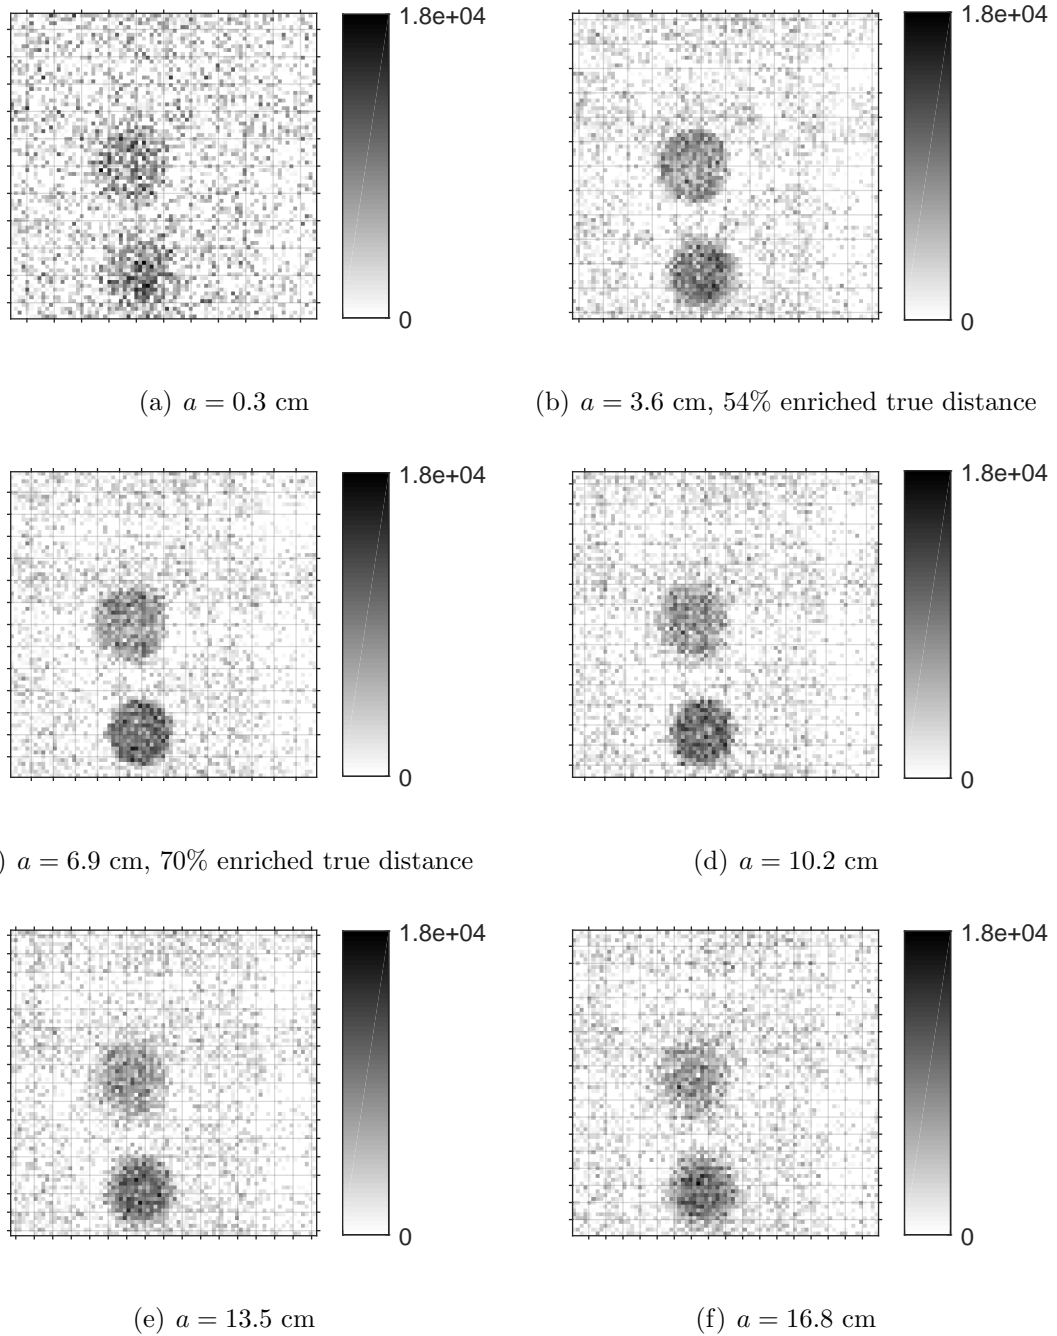 1.8e+04
1.8e+04
0
0
(a) a = 0.3 cm
(b) a = 3.6 cm, 54% enriched true distance
1.8e+04
1.8e+04
0
0
) a = 6.9 cm, 70% enriched true distance
(d) a = 10.2 cm
1.8e+04
1.8e+04
0
0
(e) a = 13.5 cm
(f) a = 16.8 cm